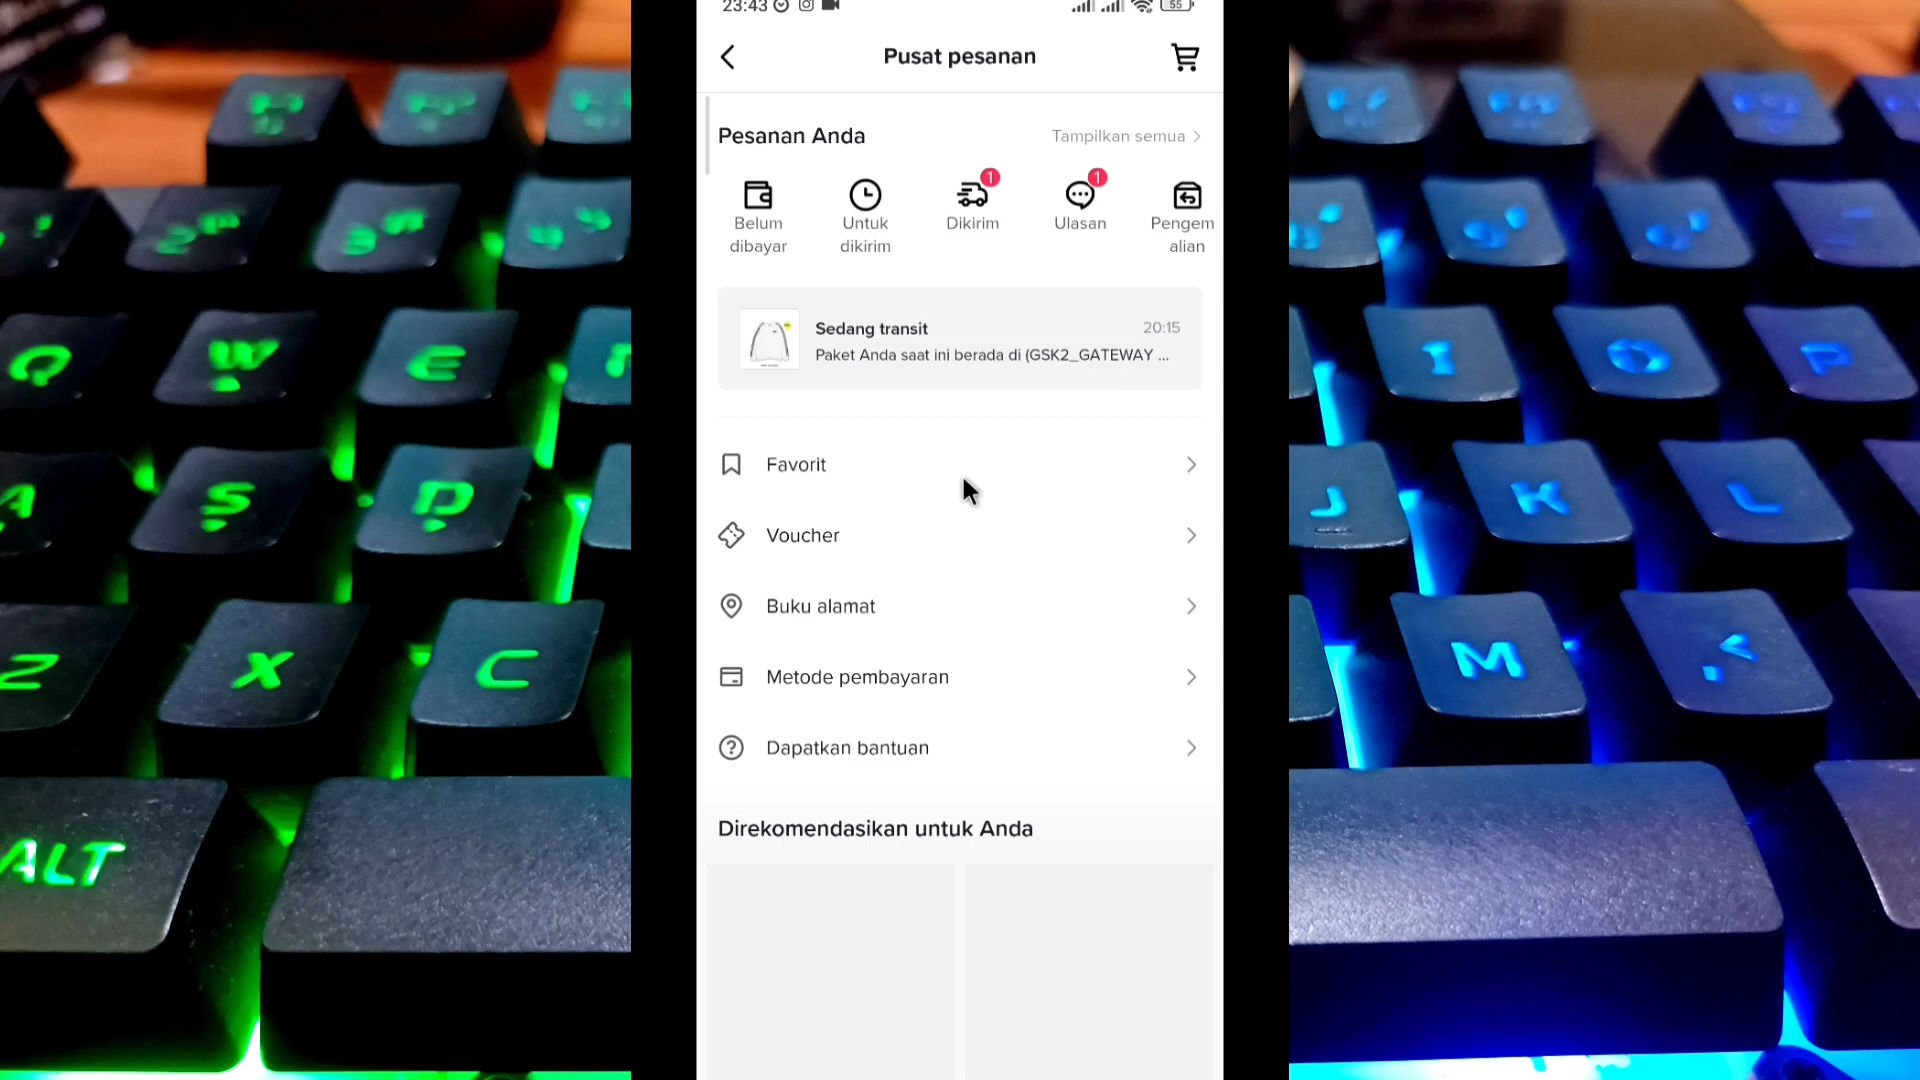 23:43
55
Pusat pesanan
Pesanan Anda
Tampilkan semua
1
1
Belum dibayar
Untuk dikirim
Dikirim
Ulasan
Pengem
alian
Sedang transit
20:15
Paket Anda saat ini berada di (GSK2_GATEWAY ...
Favorit
Voucher
Buku alamat
Metode pembayaran
Dapatkan bantuan
Direkomendasikan untuk Anda
Q W E
I O P
A S D
J K L
Z X C
M
ALT